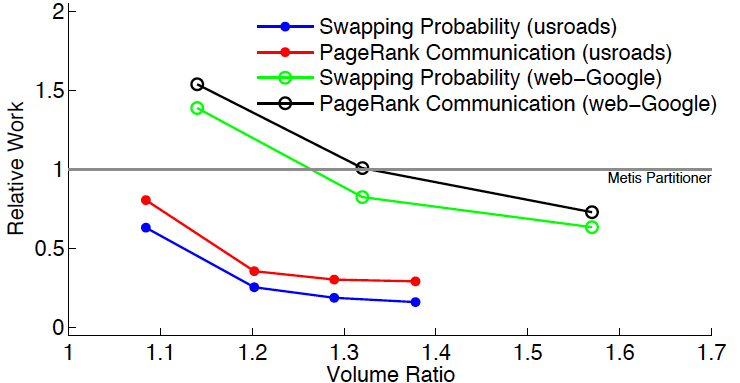 2
Swapping Probability (usroads)
PageRank Communication (usroads)
1.5
Swapping Probability (web−Google)
PageRank Communication (web−Google)
Relative Work
1
Metis Partitioner
0.5
0
1 1.1 1.2 1.3 1.4 1.5 1.6 1.7
Volume Ratio